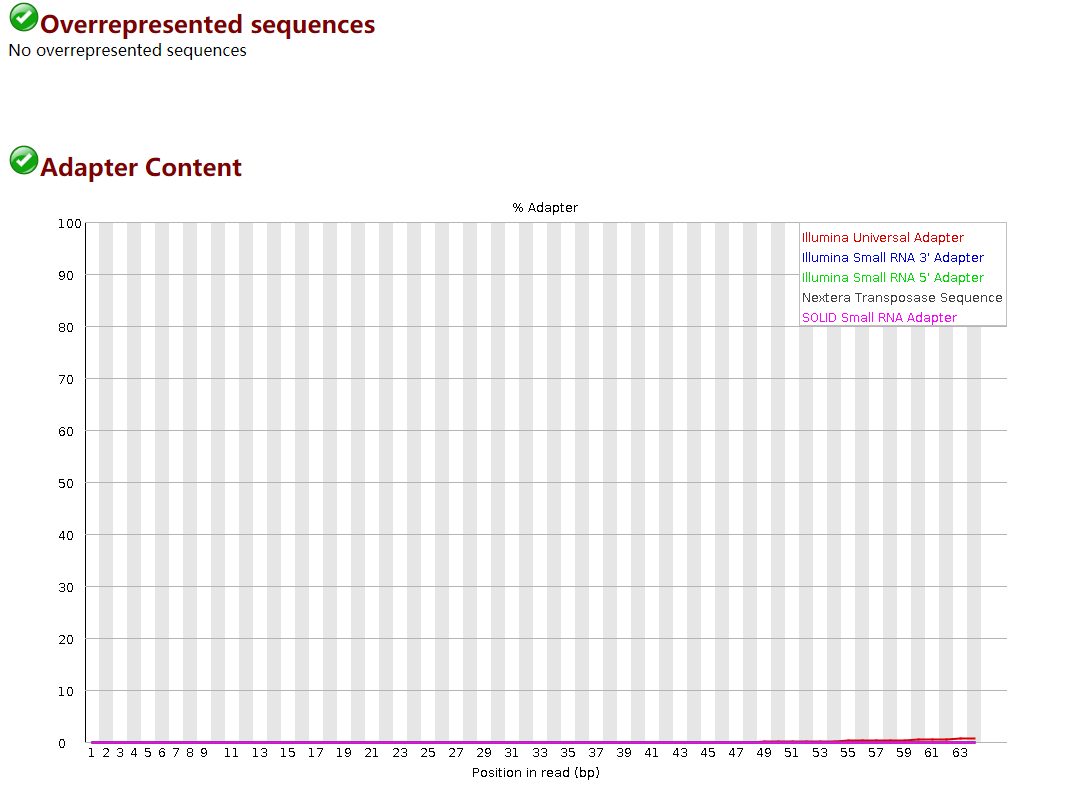 Overrepresented sequences
No overrepresented sequences
Adapter Content
% Adapter
Illumina Universal Adapter
Illumina Small RNA 3' Adapter
Illumina Small RNA 5' Adapter
Nextera Transposase Sequence
SOLID Small RNA Adapter
100
90
80
70
60
50
40
30
20
10
0
1 2 3 4 5 6 7 8 9 11 13 15 17 19 21 23 25 27 29 31 33 35 37 39 41 43 45 47 49 51 53 55 57 59 61 63
Position in read (bp)